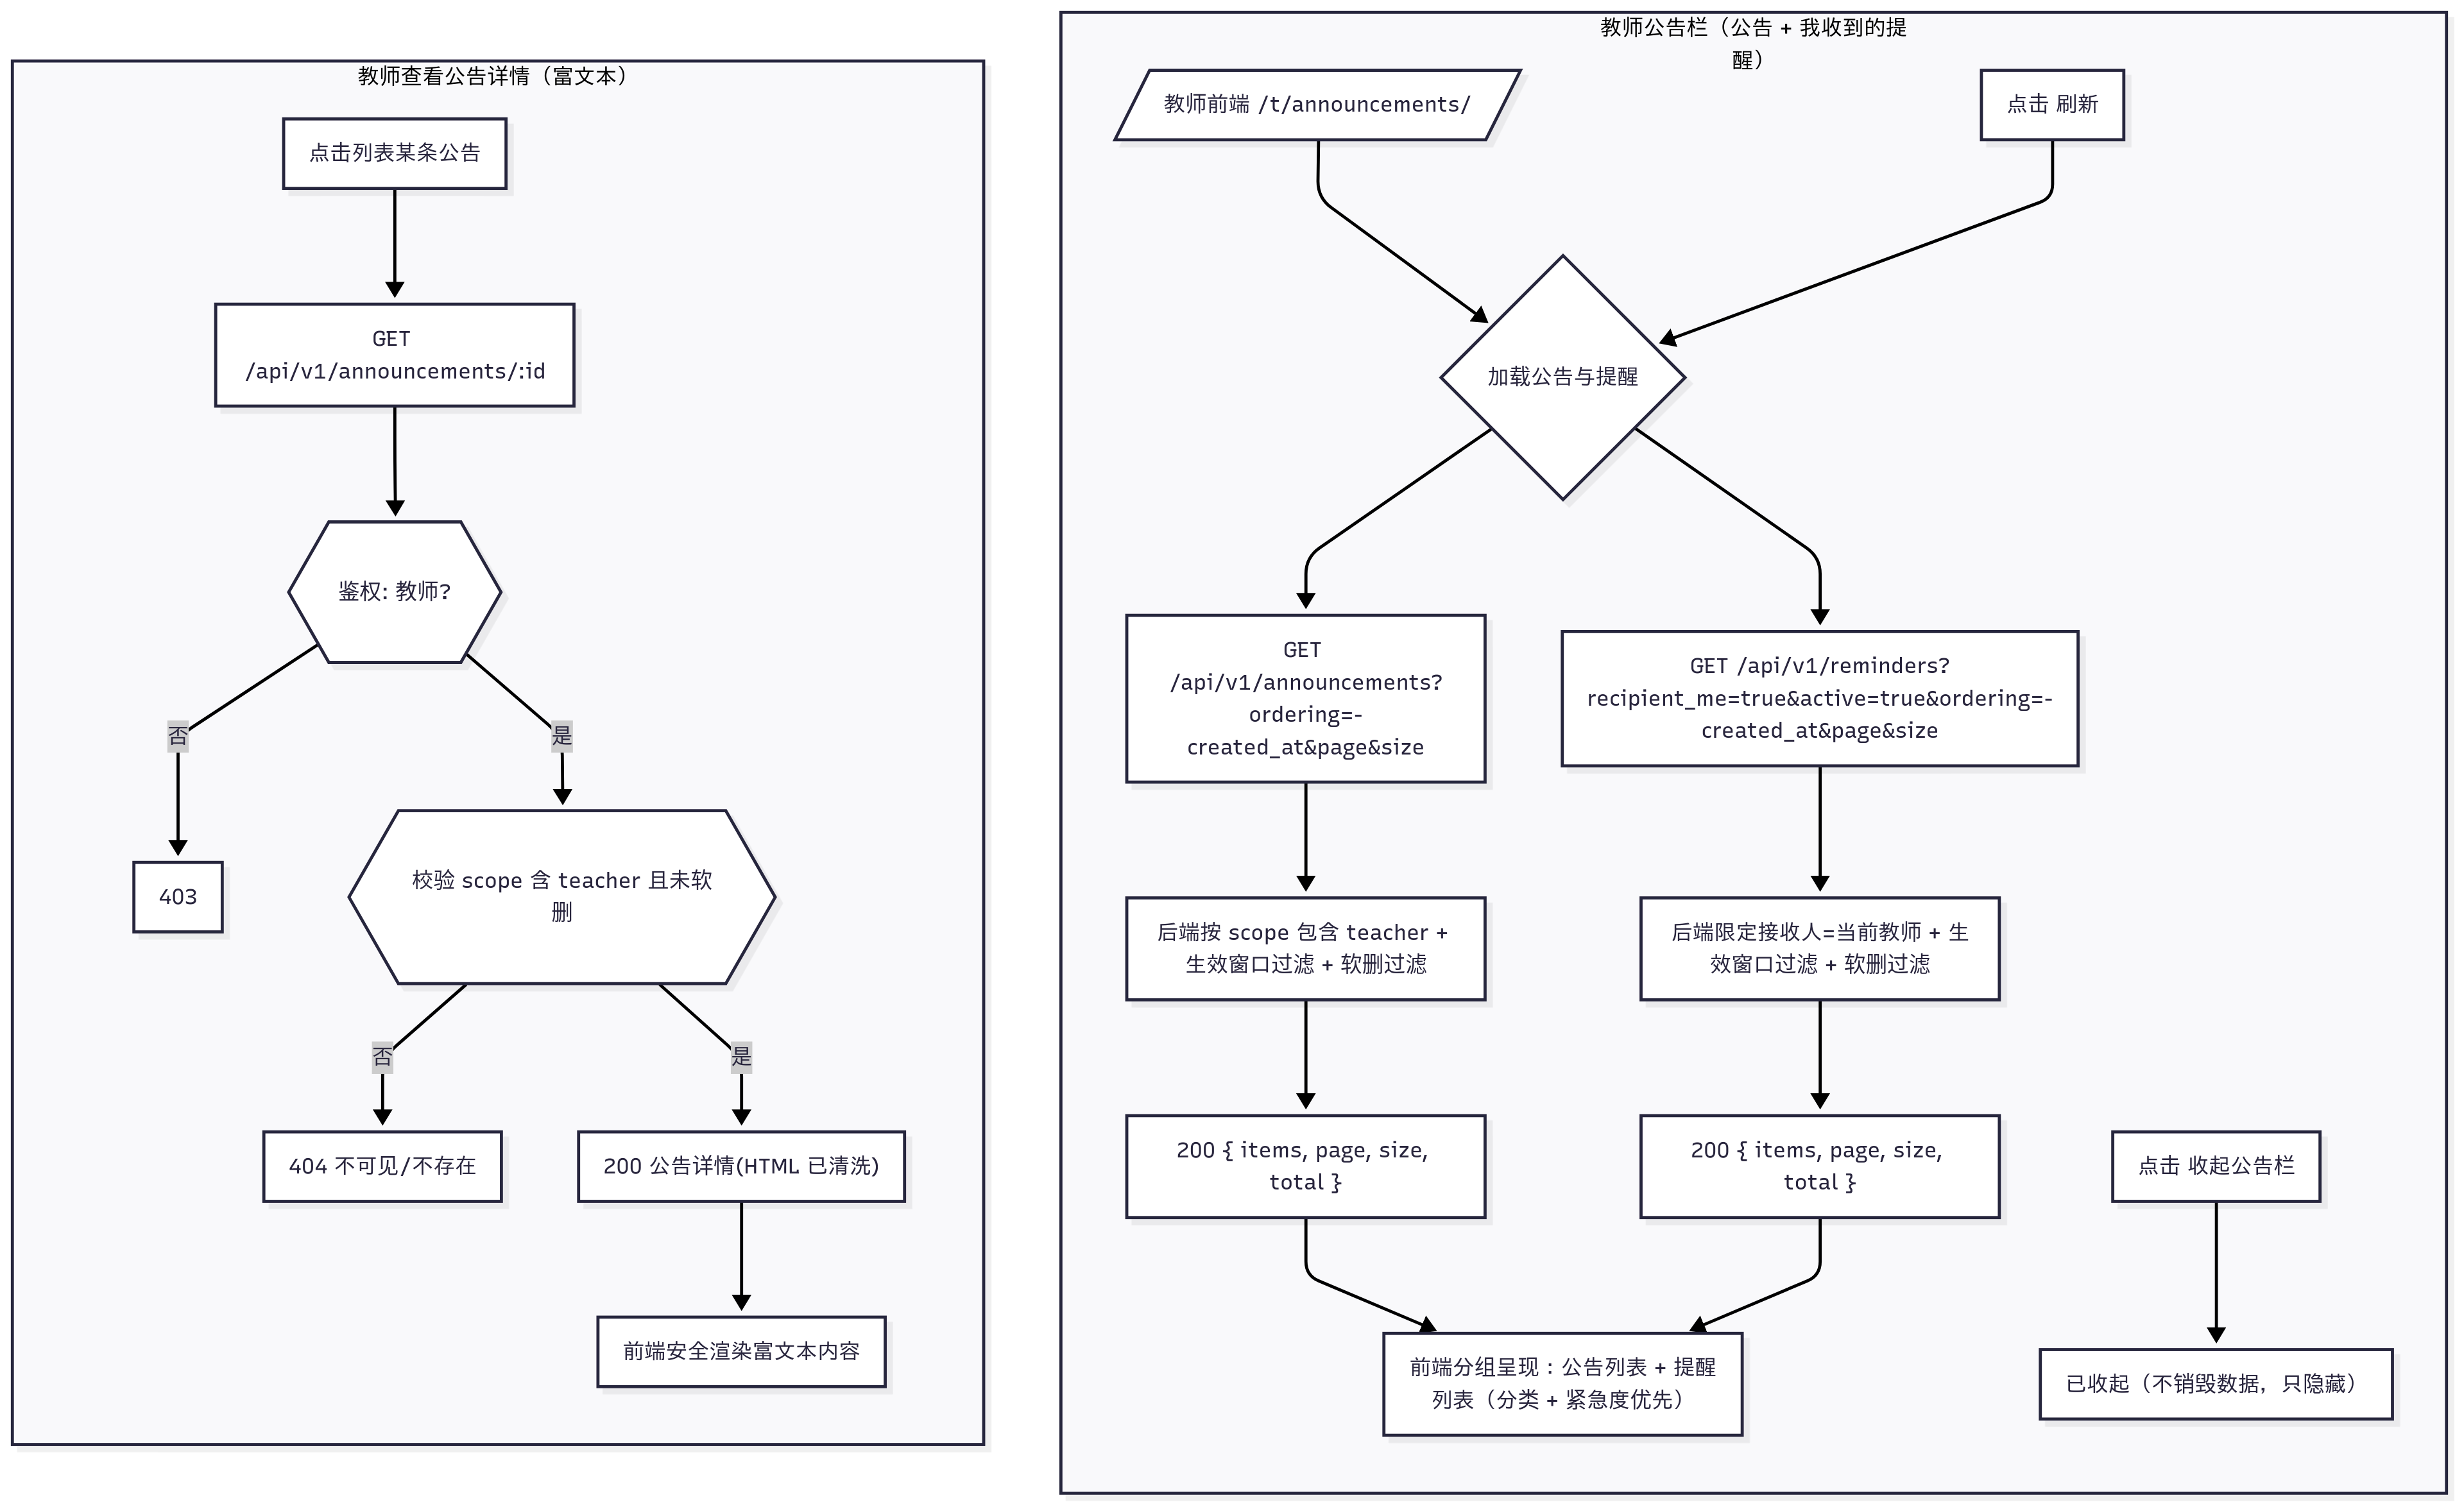 教师查看公告详情（富文本）
点击列表某条公告
GET
/api/v1/announcements/:id
鉴权: 教师?
否
是
403
校验 scope 含 teacher 且未软
删
否
是
404 不可见/不存在
200 公告详情(HTML 已清洗)
前端安全渲染富文本内容
教师公告栏（公告 + 我收到的提
醒）
教师前端 /t/announcements/
点击 刷新
加载公告与提醒
GET
/api/v1/announcements?
ordering=-
created_at&page&size
GET /api/v1/reminders?
recipient_me=true&active=true&ordering=-
created_at&page&size
后端按 scope 包含 teacher +
生效窗口过滤 + 软删过滤
后端限定接收人=当前教师 + 生
效窗口过滤 + 软删过滤
200 { items, page, size,
total }
200 { items, page, size,
total }
点击 收起公告栏
前端分组呈现：公告列表 + 提醒
列表（分类 + 紧急度优先）
已收起（不销毁数据，只隐藏）